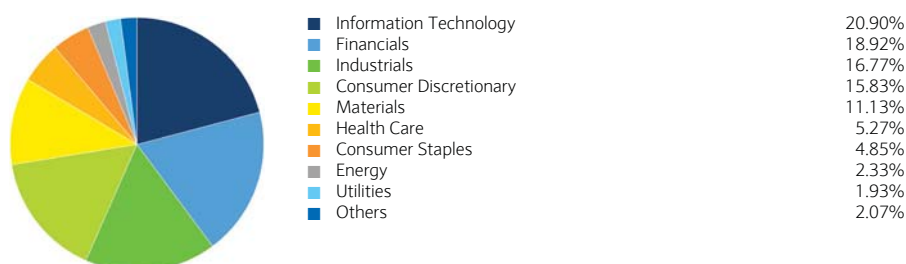 Information Technology 20.90%
Financials 18.92%
Industrials 16.77%
Consumer Discretionary 15.83%
Materials 11.13%
Health Care 5.27%
Consumer Staples 4.85%
Energy 2.33%
Utilities 1.93%
Others 2.07%